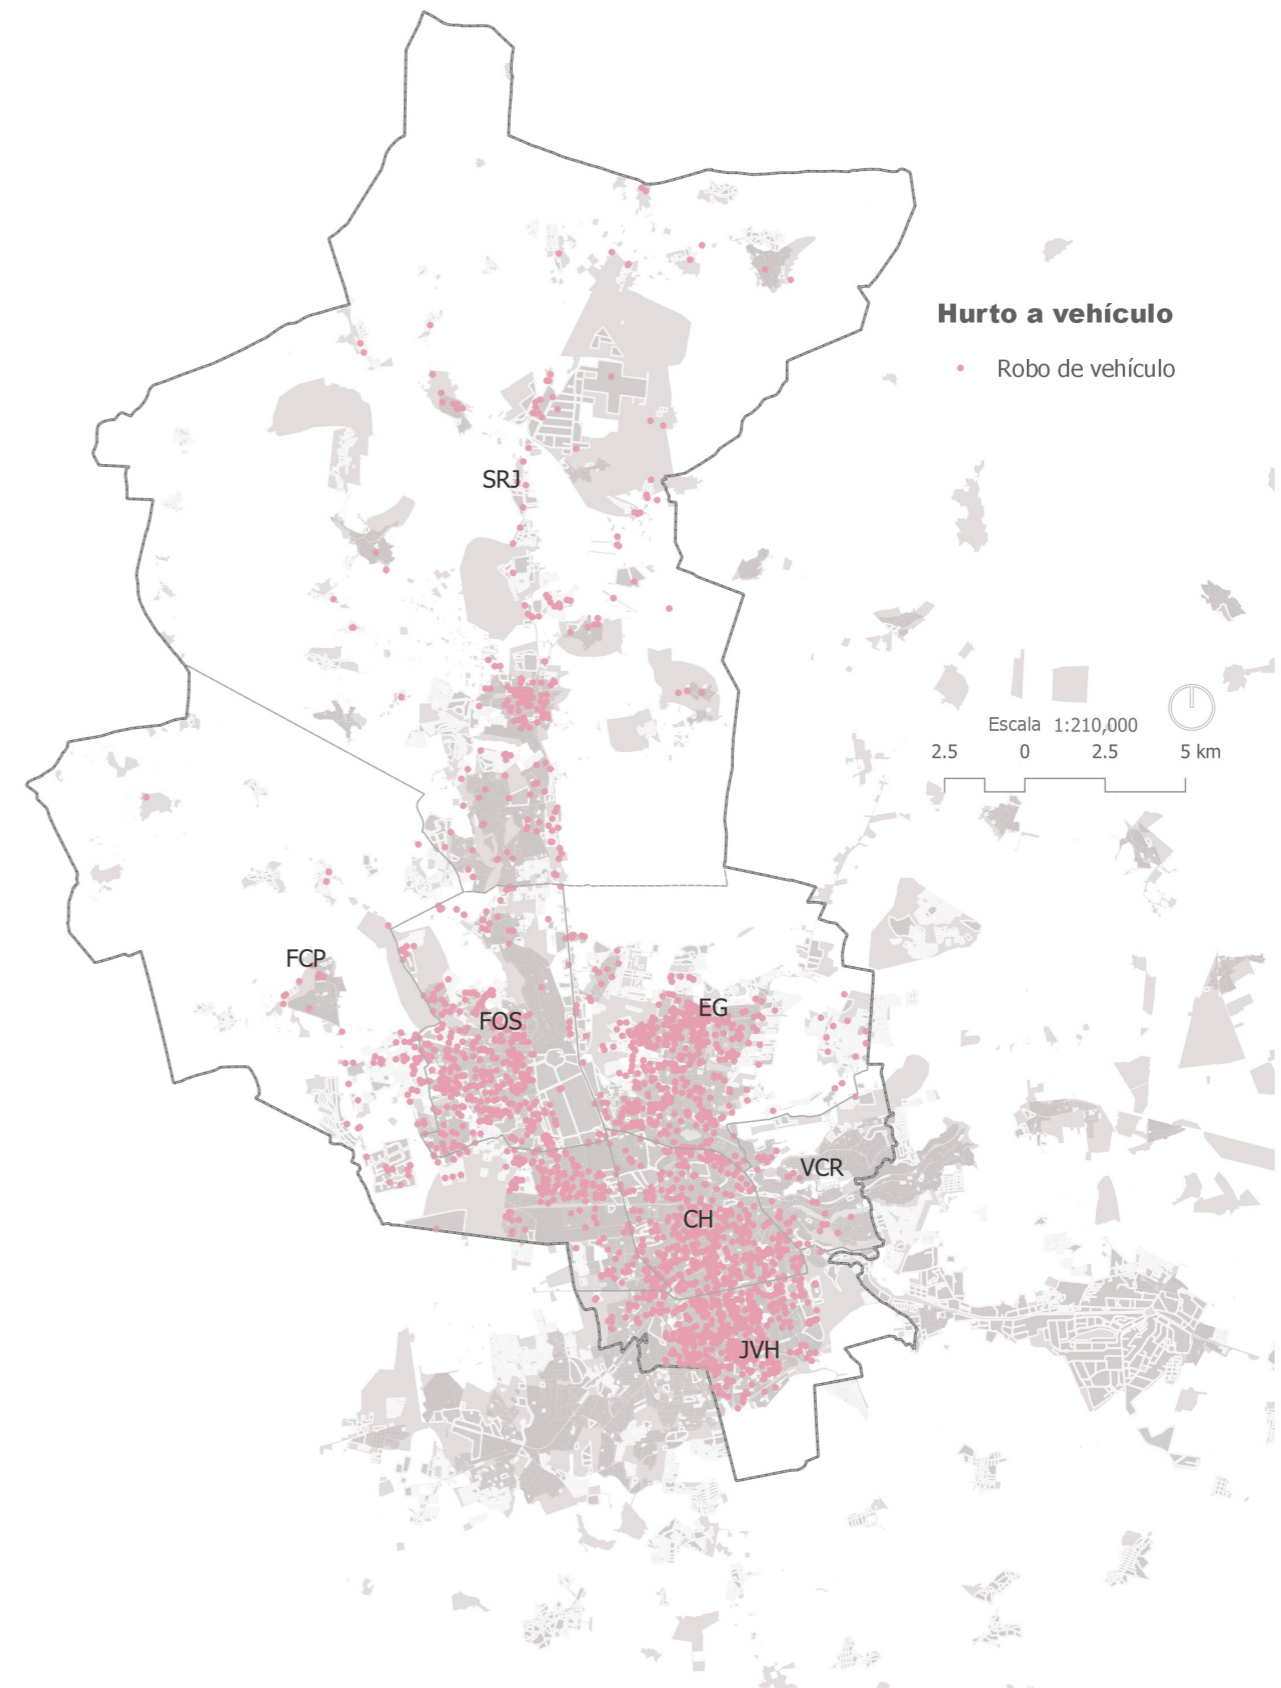 Hurto a vehículo
Robo de vehículo
SRJ
Escala 1:210,000
2.5 0 2.5 5 km
FCP
FOS
EG
VCR
CH
JVH